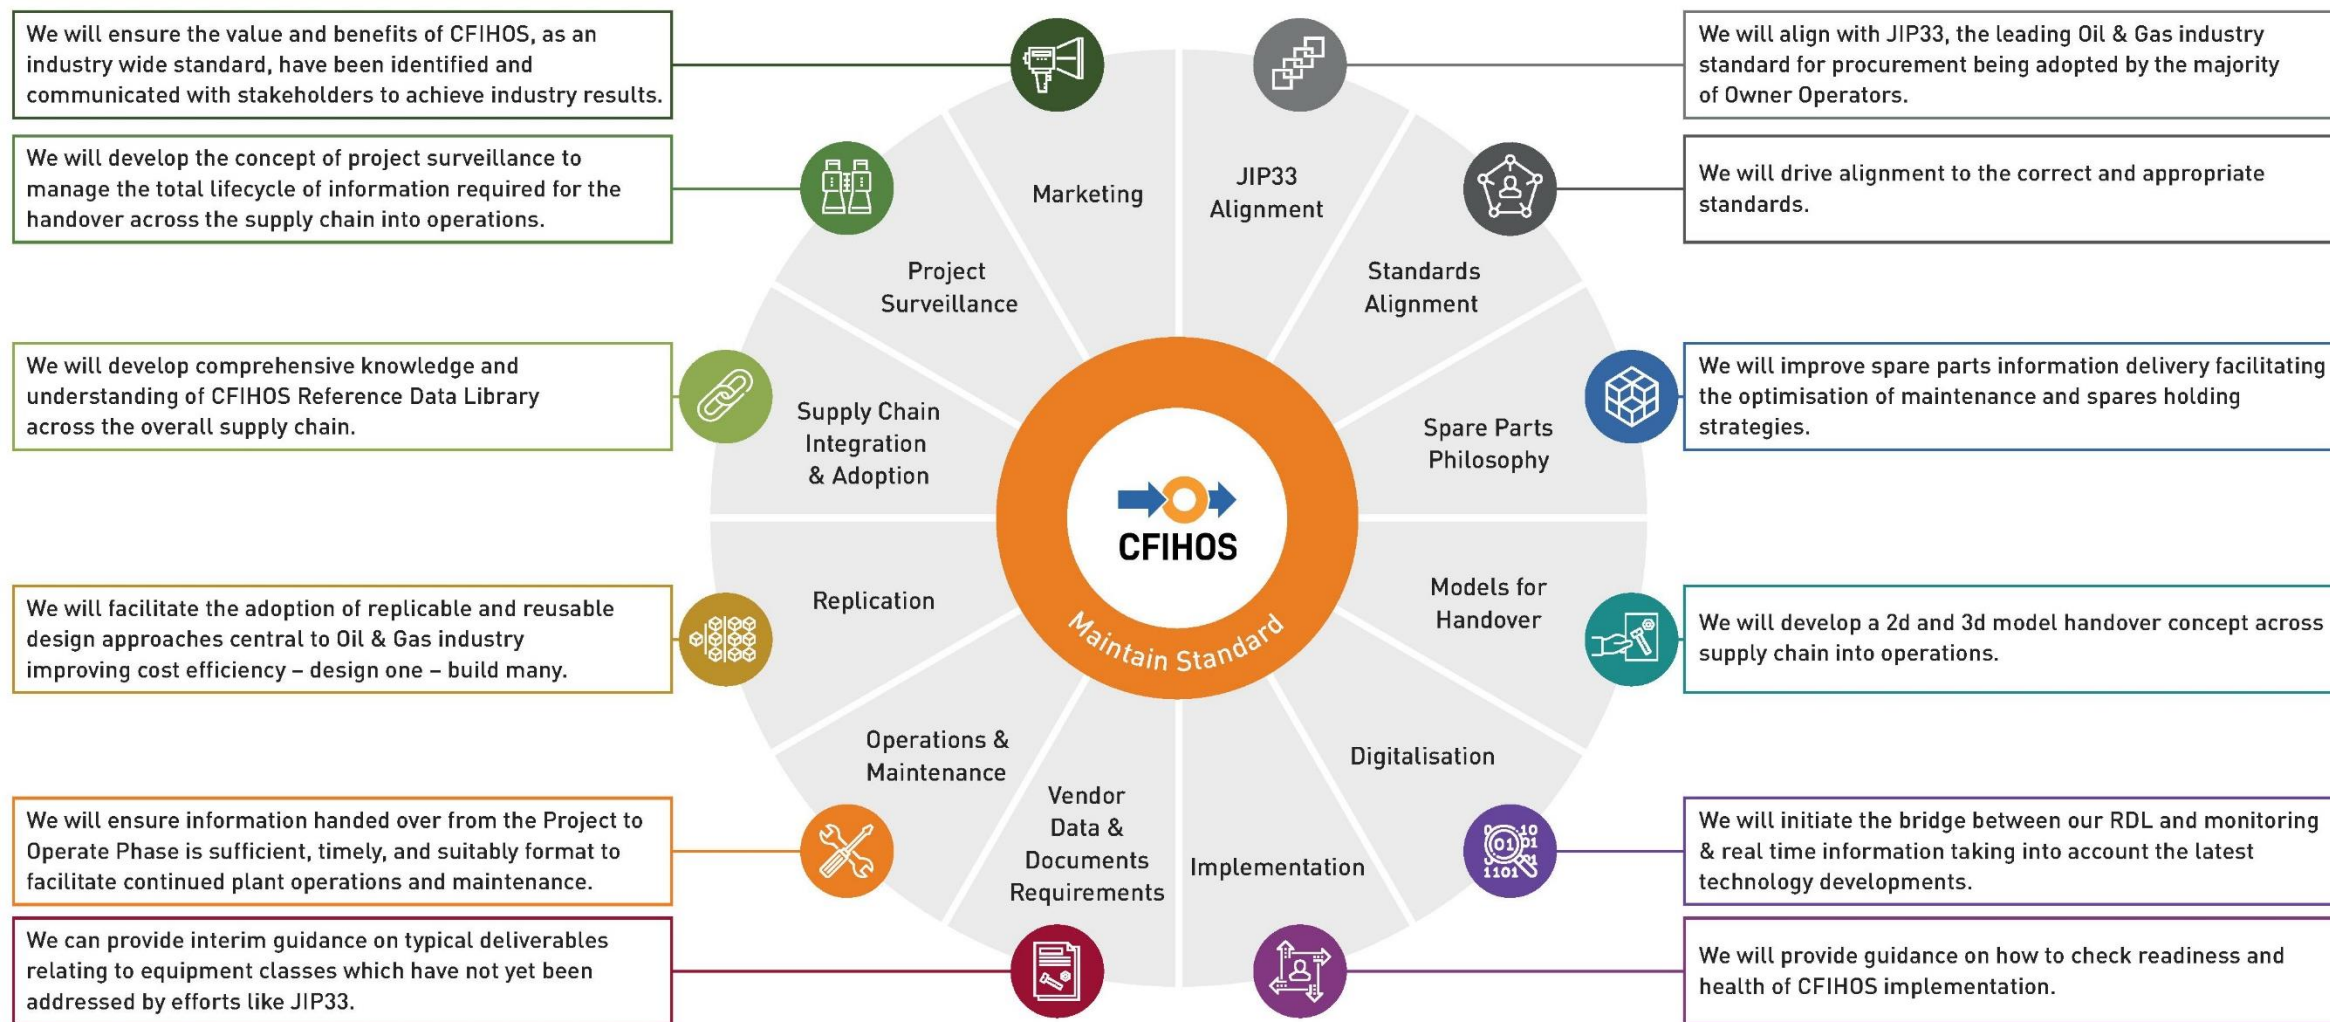 We will ensure the value and benefits of CFIHOS, as an
industry wide standard, have been identified and
communicated with stakeholders to achieve industry results.
We will develop the concept of project surveillance to
manage the total lifecycle of information required for the
handover across the supply chain into operations.
We will develop comprehensive knowledge and
understanding of CFIHOS Reference Data Library
across the overall supply chain.
We will facilitate the adoption of replicable and reusable
design approaches central to Oil & Gas industry
improving cost efficiency – design one – build many.
We will ensure information handed over from the Project to
Operate Phase is sufficient, timely, and suitably format to
facilitate continued plant operations and maintenance.
We can provide interim guidance on typical deliverables
relating to equipment classes which have not yet been
addressed by efforts like JIP33.
Marketing
JIP33
Alignment
Project
Surveillance
Standards
Alignment
Supply Chain
Integration
& Adoption
Spare Parts
Philosophy
CFIHOS
Maintain Standard
Replication
Models for
Handover
Operations &
Maintenance
Digitalisation
Vendor
Data &
Documents
Requirements
Implementation
We will align with JIP33, the leading Oil & Gas industry
standard for procurement being adopted by the majority
of Owner Operators.
We will drive alignment to the correct and appropriate
standards.
We will improve spare parts information delivery facilitating
the optimisation of maintenance and spares holding
strategies.
We will develop a 2d and 3d model handover concept across
supply chain into operations.
01
1101
We will initiate the bridge between our RDL and monitoring
& real time information taking into account the latest
technology developments.
We will provide guidance on how to check readiness and
health of CFIHOS implementation.